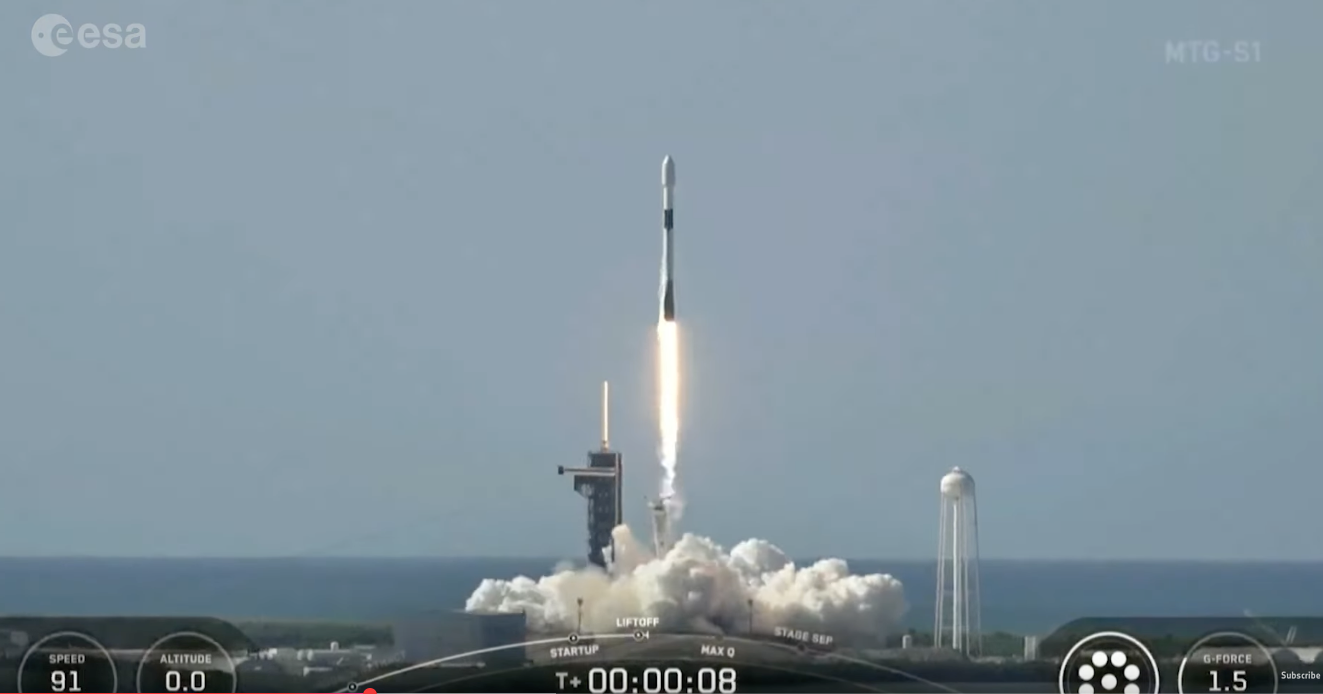 esa
MTG-S1
LIFTOFF
STARTUP
MAX Q
STAGE SEP
SPEED
91
ALTITUDE
0.0
T+ 00:00:08
G-FORCE
1.5
Subscribe